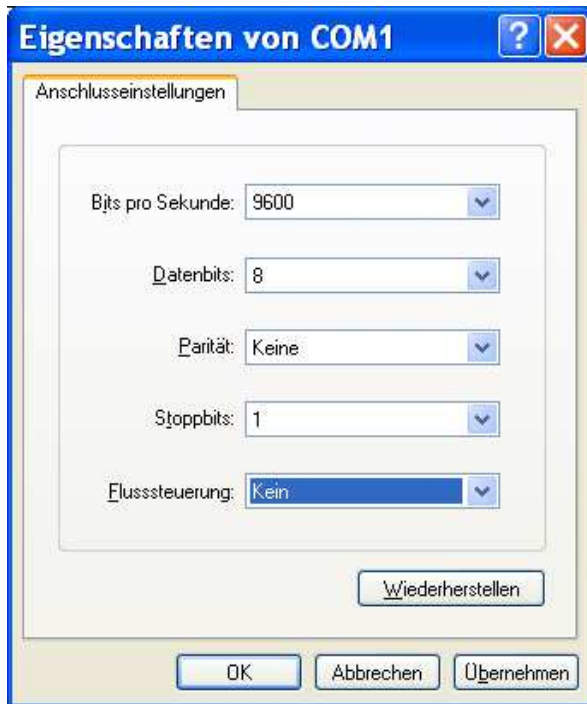 Eigenschaften von COM1
Anschlusseinstellungen
Bits pro Sekunde: 9600
Datenbits: 8
Parität: Keine
Stoppbits: 1
Flusssteuerung: Kein
Wiederherstellen
OK Abbrechen Übernehmen